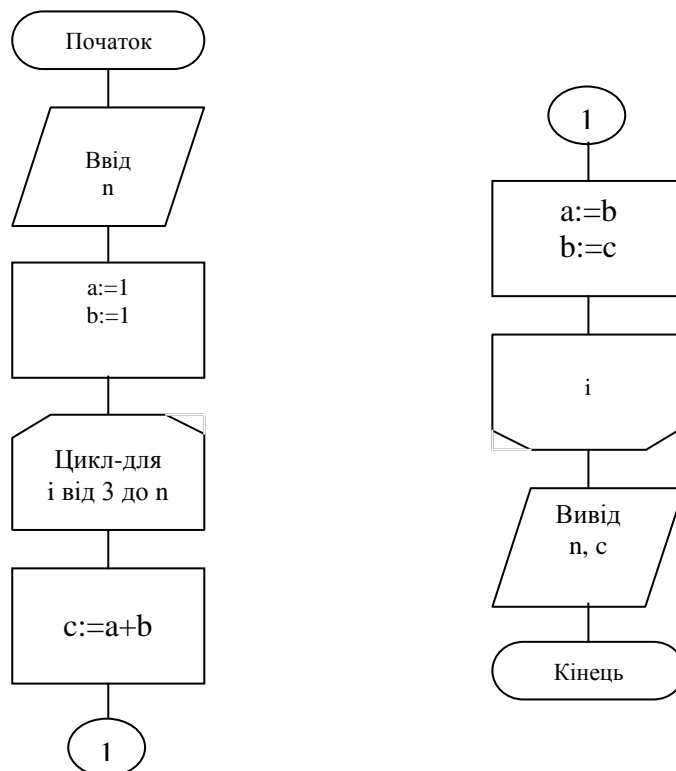 Початок
Ввід
n
a:=1
b:=1
Цикл-для
і від 3 до n
c:=a+b
1
1
a:=b
b:=c
і
Вивід
n, c
Кінець